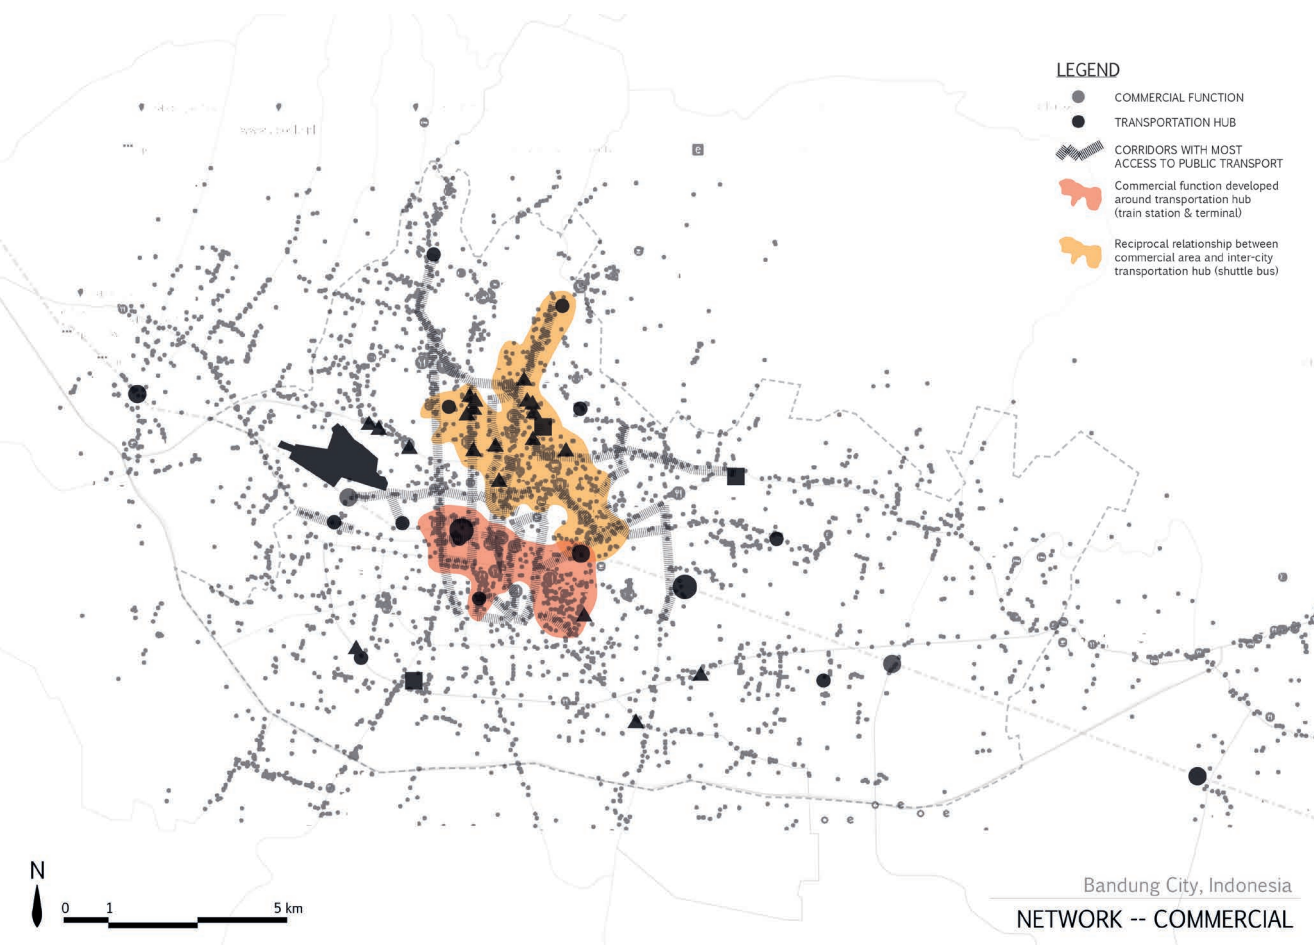 LEGEND
COMMERCIAL FUNCTION
TRANSPORTATION HUB
CORRIDORS WITH MOST
ACCESS TO PUBLIC TRANSPORT
Commercial function developed
around transportation hub
(train station & terminal)
Reciprocal relationship between
commercial area and inter-city
transportation hub (shuttle bus)
N
0 1 5 km
Bandung City, Indonesia
NETWORK -- COMMERCIAL